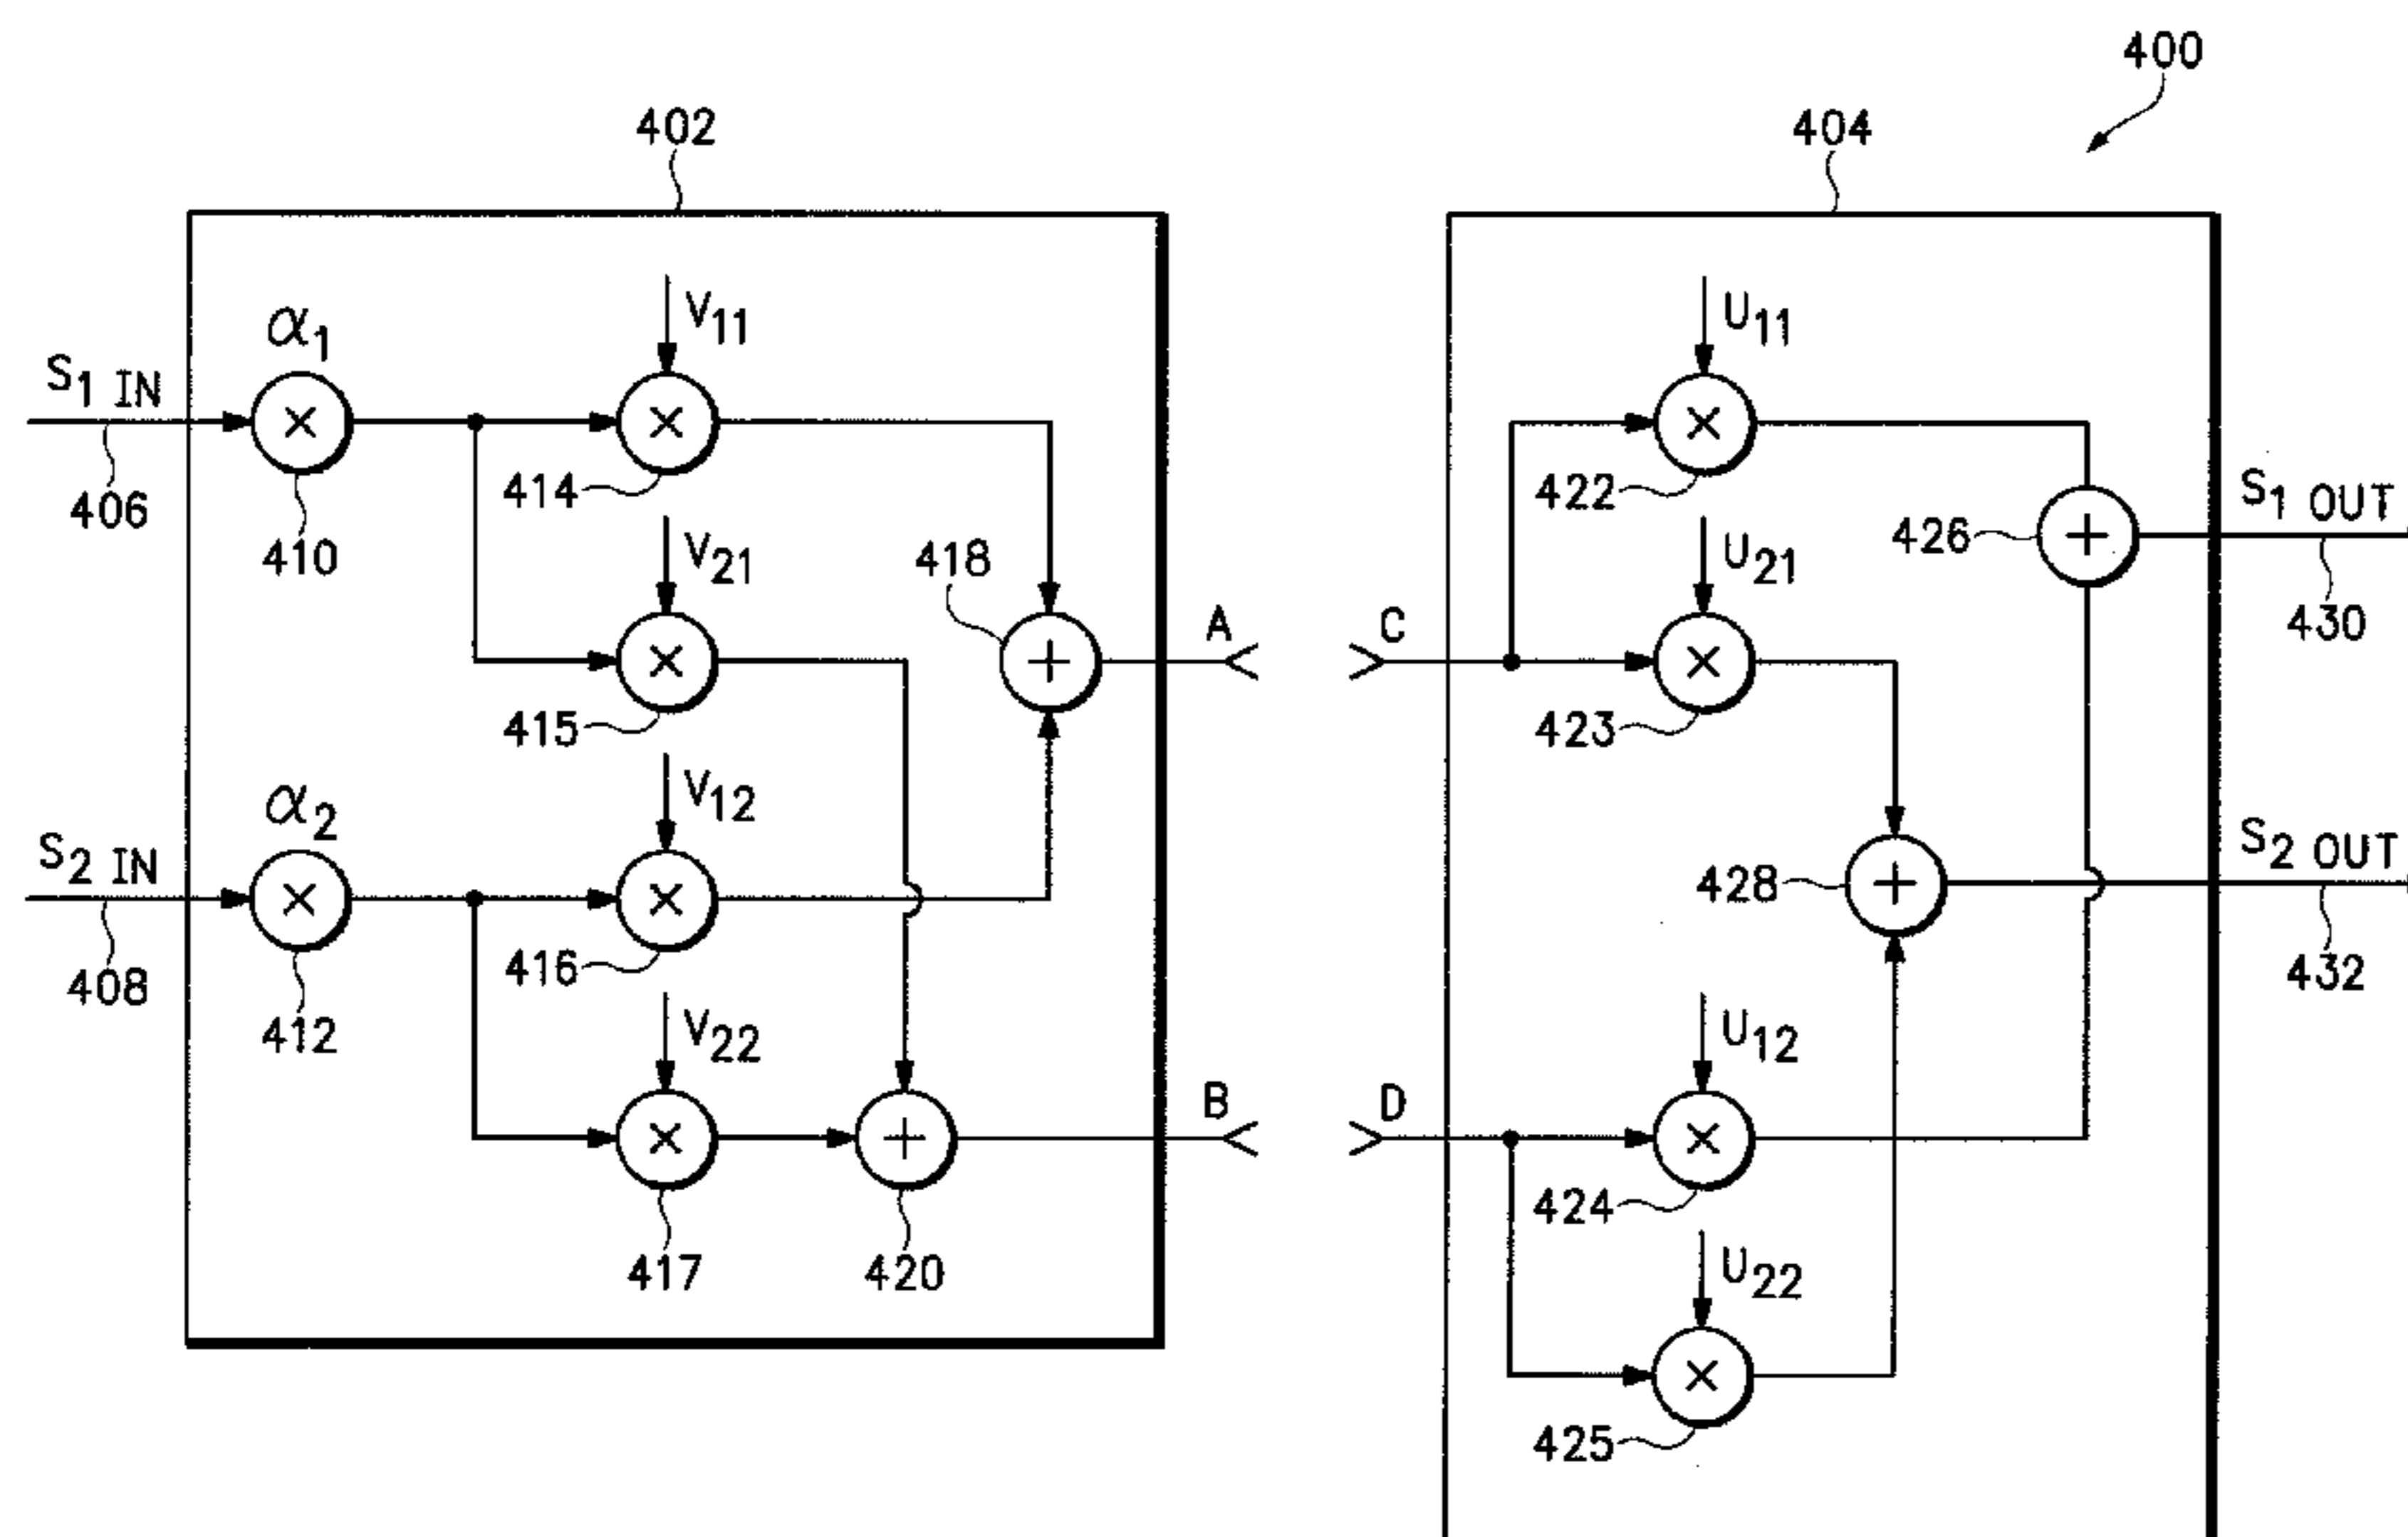 400
402
404
V11
U11
α1
S1 IN
406
410
414
422
S1 OUT
V21
U21
418
426
430
A
C
415
423
V12
α2
S2 IN
S2 OUT
428
408
412
416
432
V22
U12
B
D
424
417
420
U22
425